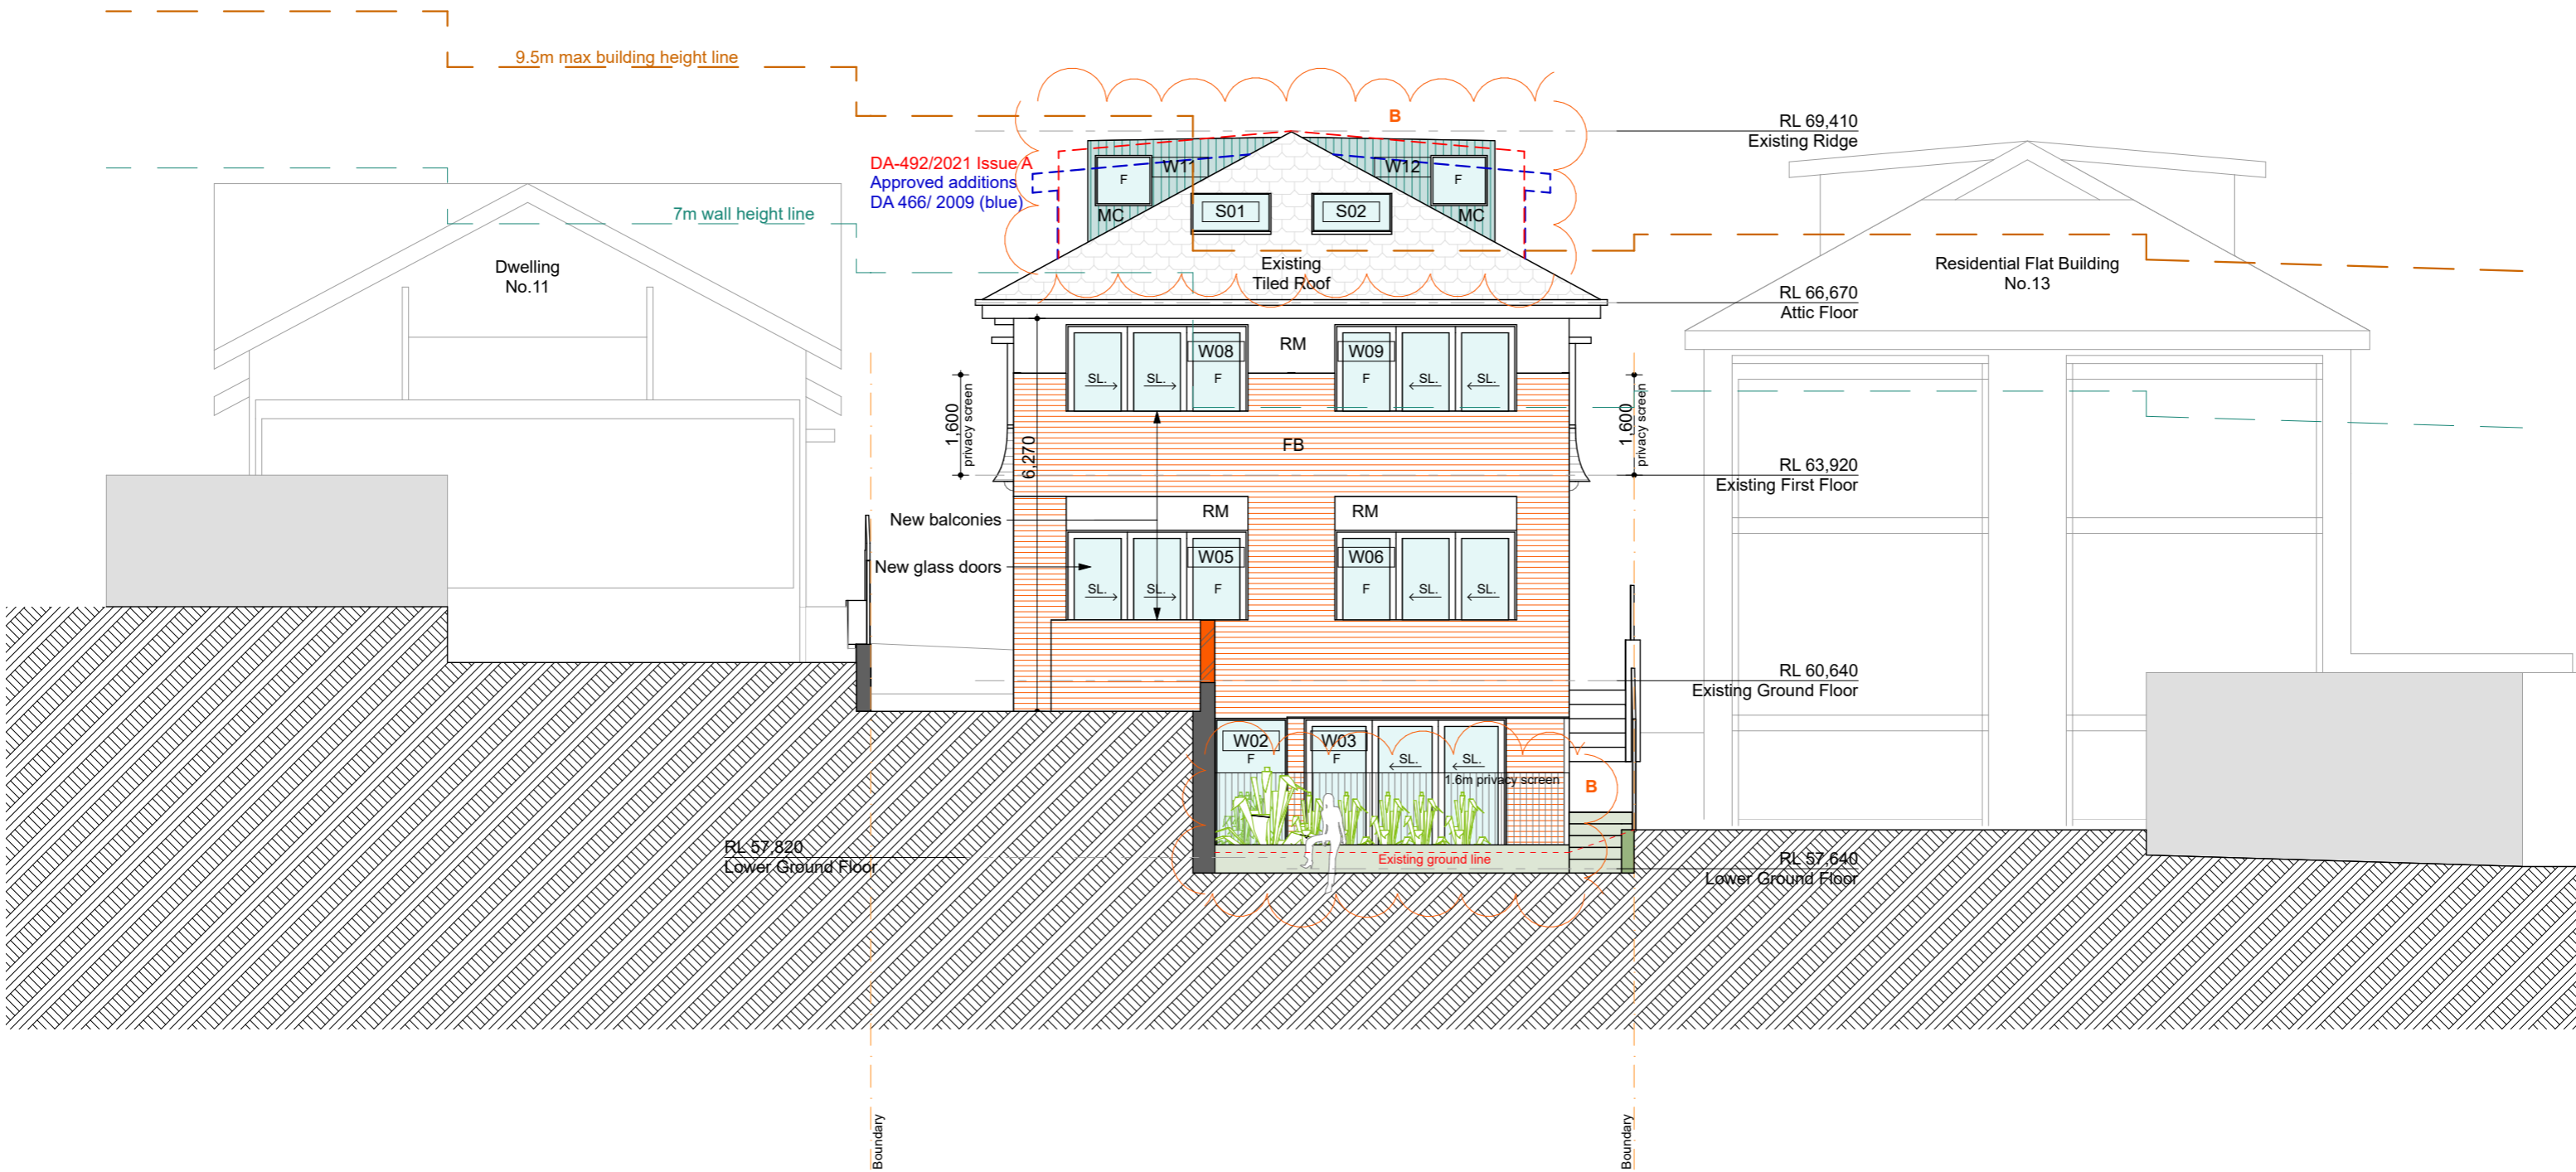 9.5m max building height line
B
RL 69,410
Existing Ridge
DA-492/2021 Issue A
Approved additions
DA 466/ 2009 (blue)
W11
W12
F
F
MC
MC
S01
S02
7m wall height line
Dwelling
No.11
Existing
Tiled Roof
Residential Flat Building
No.13
RL 66,670
Attic Floor
RM
W08
W09
SL.
SL.
F
F
SL.
SL.
1,600
privacy screen
6,270
1,600
privacy screen
FB
RL 63,920
Existing First Floor
New balconies
RM
RM
New glass doors
W05
W06
SL.
SL.
F
F
SL.
SL.
RL 60,640
Existing Ground Floor
W02
F
W03
F
SL.
SL.
1.6m privacy screen
B
RL 57,820
Lower Ground Floor
Existing ground line
RL 57,640
Lower Ground Floor
Boundary
Boundary